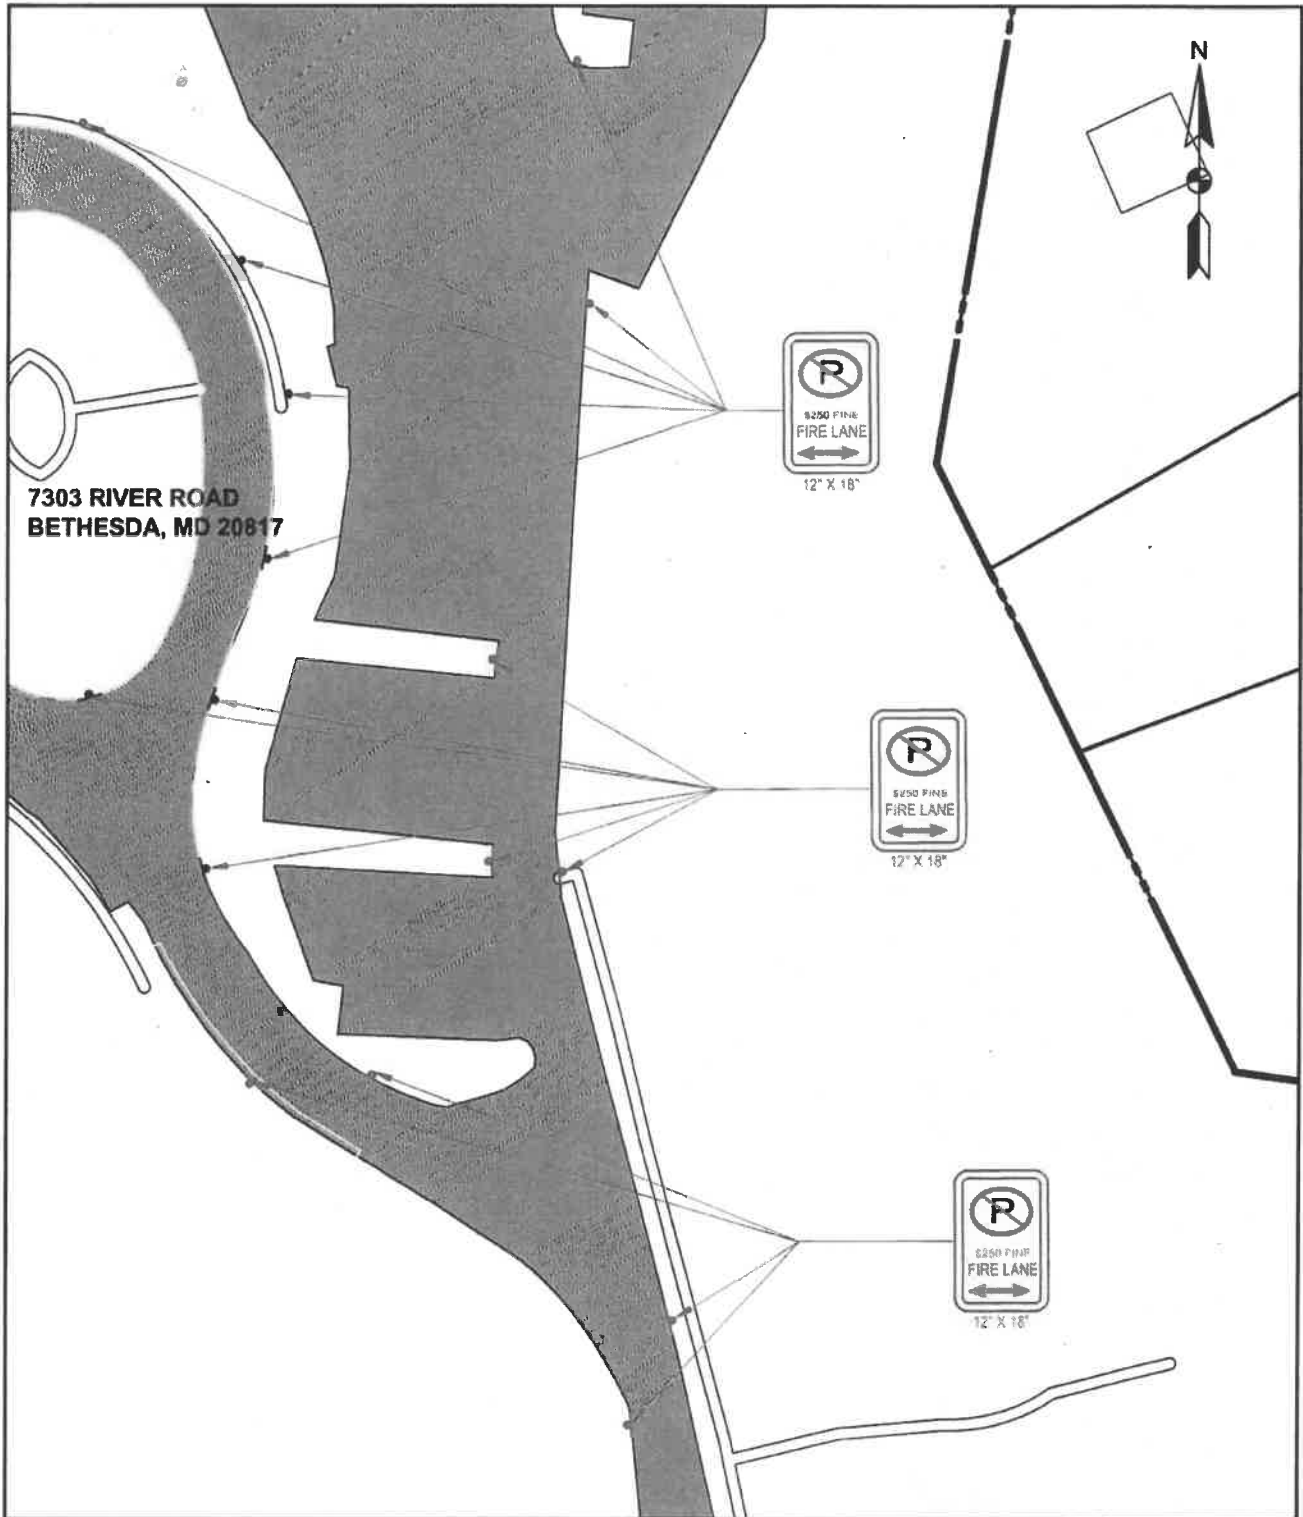 N
P
$250 FINE
FIRE LANE
12" X 18"
7303 RIVER ROAD
BETHESDA, MD 20817
P
$250 FINE
FIRE LANE
12" X 18"
P
$250 FINE
FIRE LANE
12" X 18"